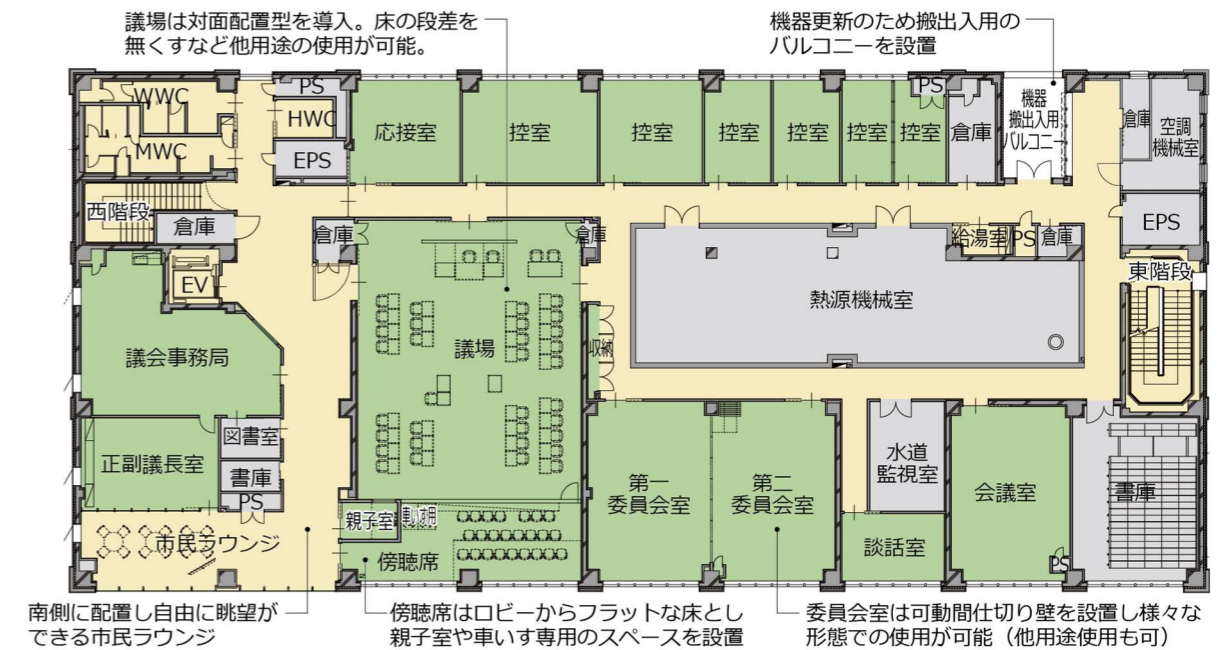 議場は対面配置型を導入。床の段差を
無くすなど他用途の使用が可能。
機器更新のため搬出入用の
バルコニーを設置
WWC
PS
HWC
MWC
EPS
応接室
控室
控室
控室
控室
控室
控室
PS
倉庫
機器
搬出入用
バルコニー
倉庫
空調
機械室
西階段
倉庫
倉庫
倉庫
給湯室
PS
倉庫
EPS
EV
東階段
熱源機械室
議会事務局
議場
収納
図書室
正副議長室
書庫
PS
水道
監視室
第一
委員会室
第二
委員会室
会議室
書庫
親子室
車いす用
市民ラウンジ
傍聴席
談話室
PS
南側に配置し自由に眺望が
できる市民ラウンジ
傍聴席はロビーからフラットな床とし
親子室や車いす専用のスペースを設置
委員会室は可動間仕切り壁を設置し様々な
形態での使用が可能（他用途使用も可）